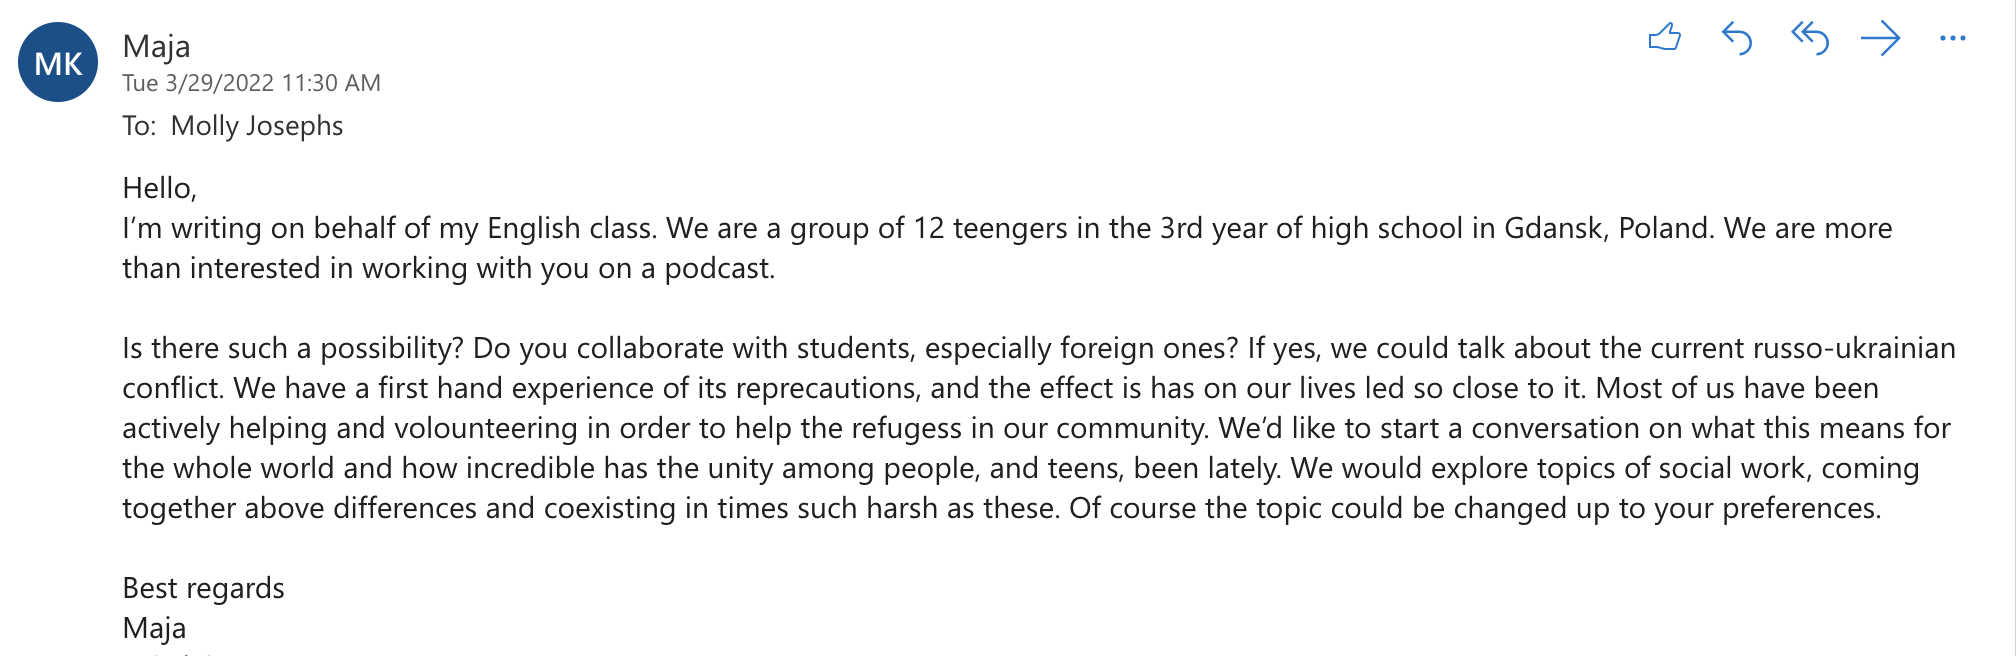 MK
Maja
Tue 3/29/2022 11:30 AM
To: Molly Josephs
Hello,
I’m writing on behalf of my English class. We are a group of 12 teengers in the 3rd year of high school in Gdansk, Poland. We are more
than interested in working with you on a podcast.
Is there such a possibility? Do you collaborate with students, especially foreign ones? If yes, we could talk about the current russo-ukrainian
conflict. We have a first hand experience of its reprecautions, and the effect is has on our lives led so close to it. Most of us have been
actively helping and volounteering in order to help the refugess in our community. We’d like to start a conversation on what this means for
the whole world and how incredible has the unity among people, and teens, been lately. We would explore topics of social work, coming
together above differences and coexisting in times such harsh as these. Of course the topic could be changed up to your preferences.
Best regards
Maja